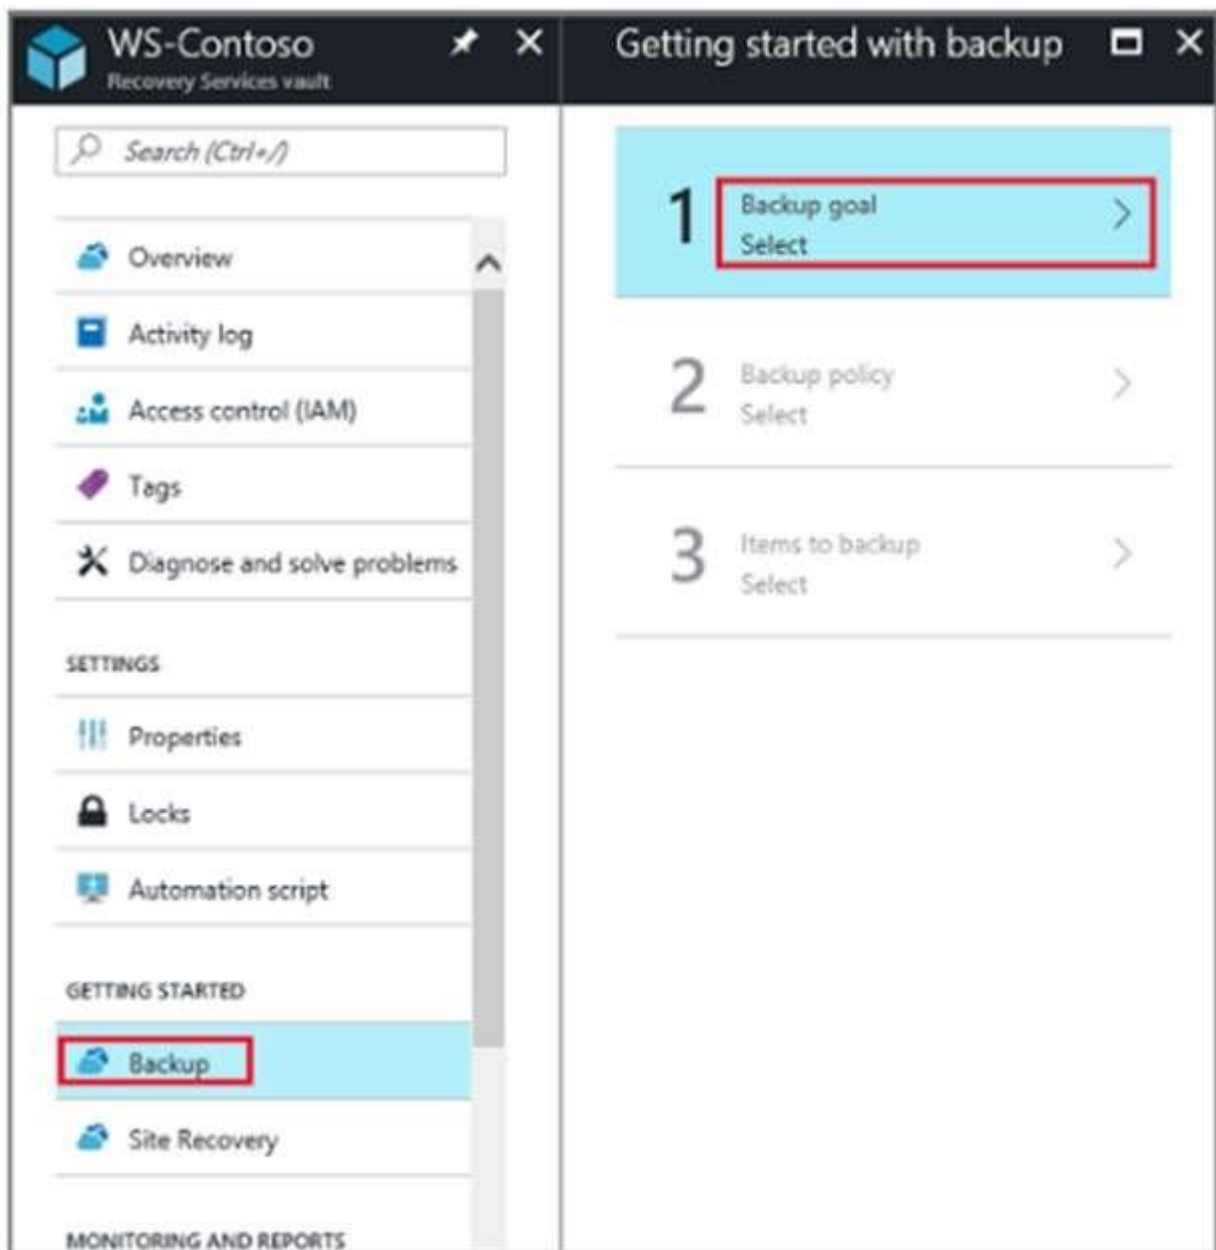 WS-Contoso
Recovery Services vault
Search (Ctrl+/)
Overview
Activity log
Access control (IAM)
Tags
Diagnose and solve problems
SETTINGS
Properties
Locks
Automation script
GETTING STARTED
Backup
Site Recovery
MONITORING AND REPORTS
Getting started with backup
1
Backup goal
Select
2
Backup policy
Select
3
Items to backup
Select